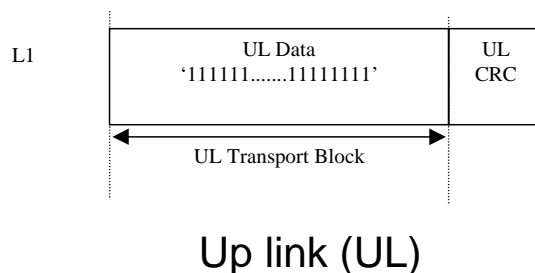 L1
UL Data
‘111111.......11111111’
UL
CRC
UL Transport Block
Up link (UL)